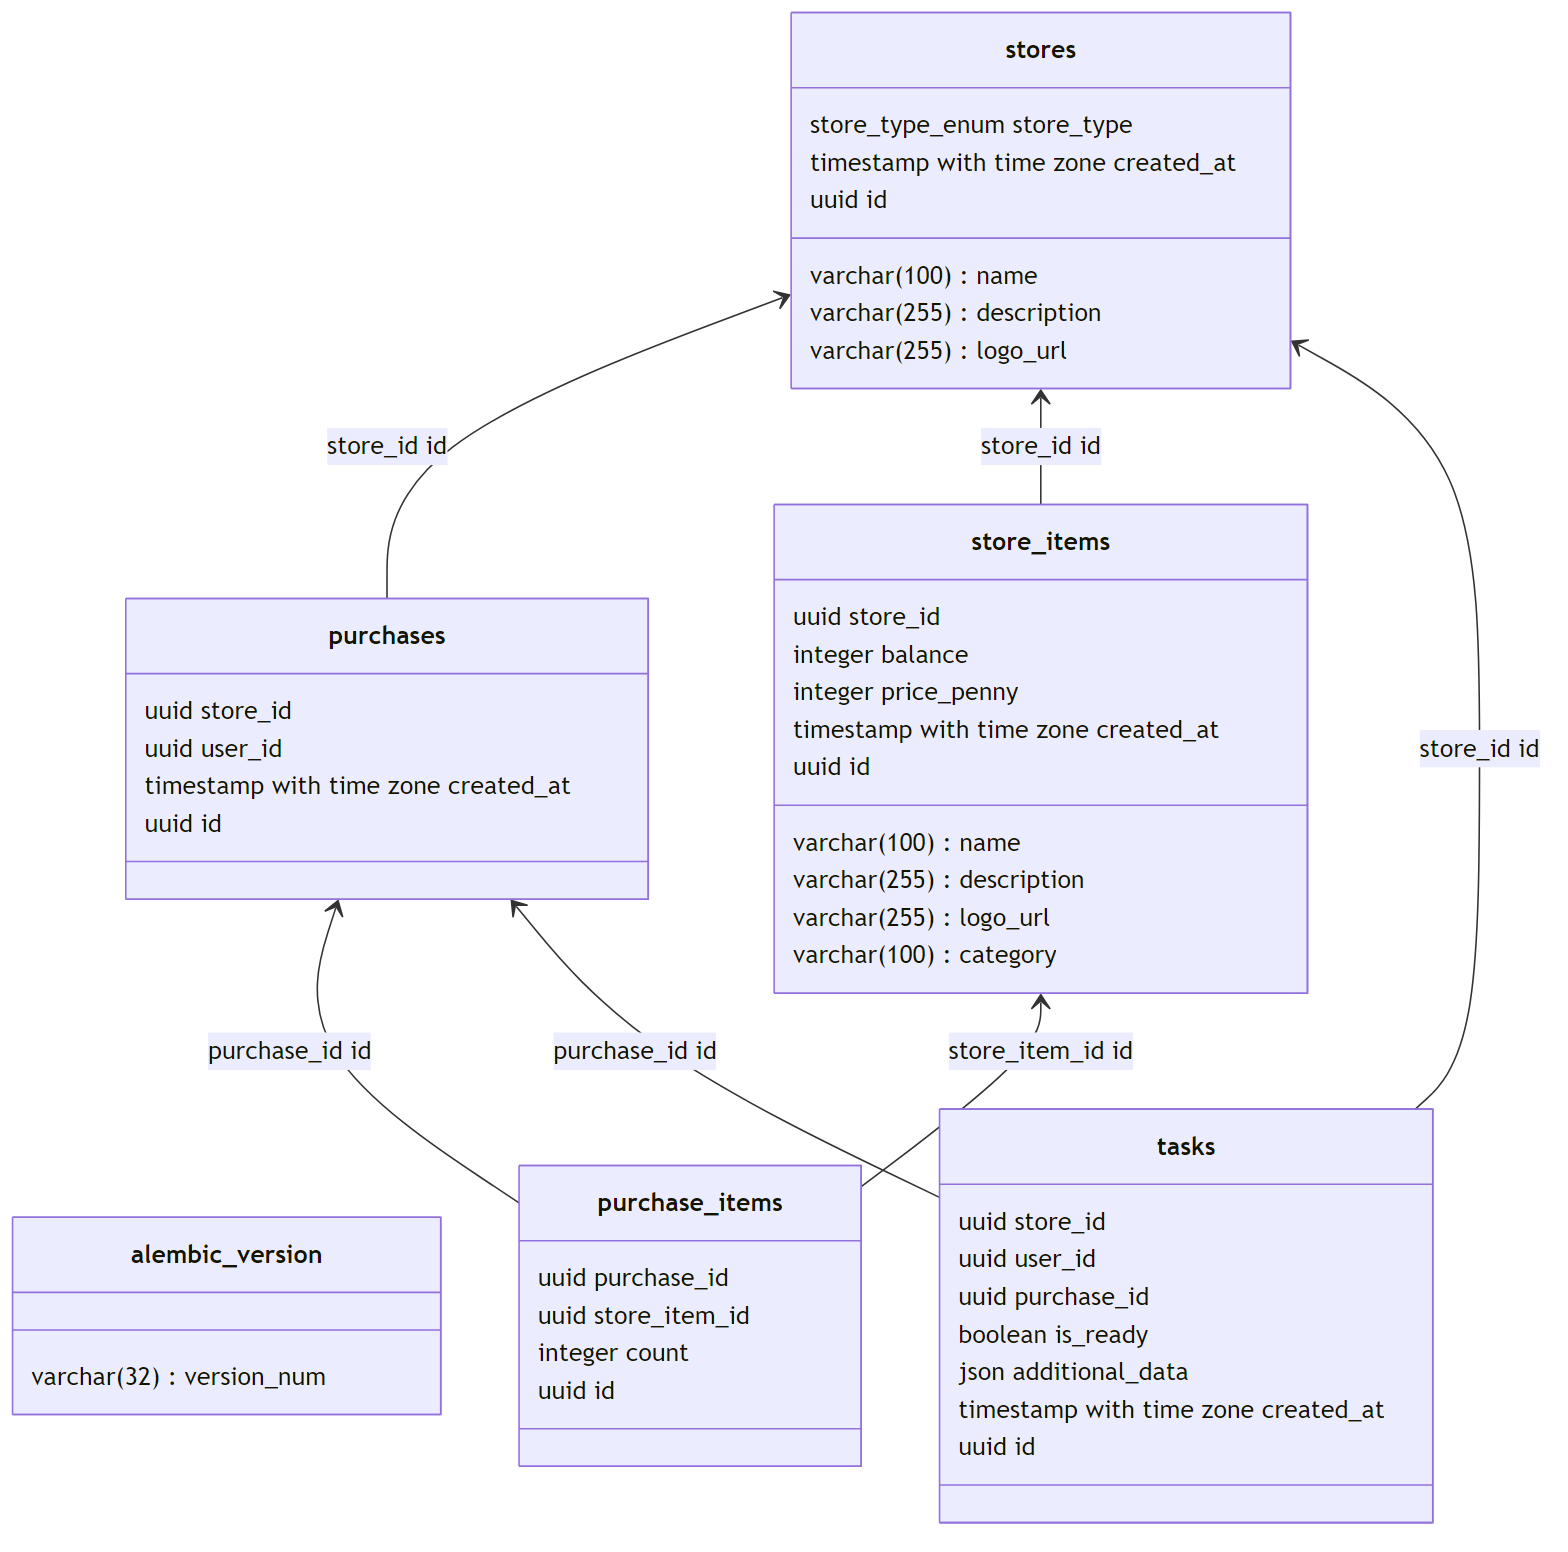 stores
store_type_enum store_type
timestamp with time zone created_at
uuid id
varchar(100) : name
varchar(255) : description
varchar(255) : logo_url
store_id id
store_id id
store_id id
purchases
uuid store_id
uuid user_id
timestamp with time zone created_at
uuid id
store_items
uuid store_id
integer balance
integer price_penny
timestamp with time zone created_at
uuid id
varchar(100) : name
varchar(255) : description
varchar(255) : logo_url
varchar(100) : category
purchase_id id
purchase_id id
store_item_id id
alembic_version
varchar(32) : version_num
purchase_items
uuid purchase_id
uuid store_item_id
integer count
uuid id
tasks
uuid store_id
uuid user_id
uuid purchase_id
boolean is_ready
json additional_data
timestamp with time zone created_at
uuid id